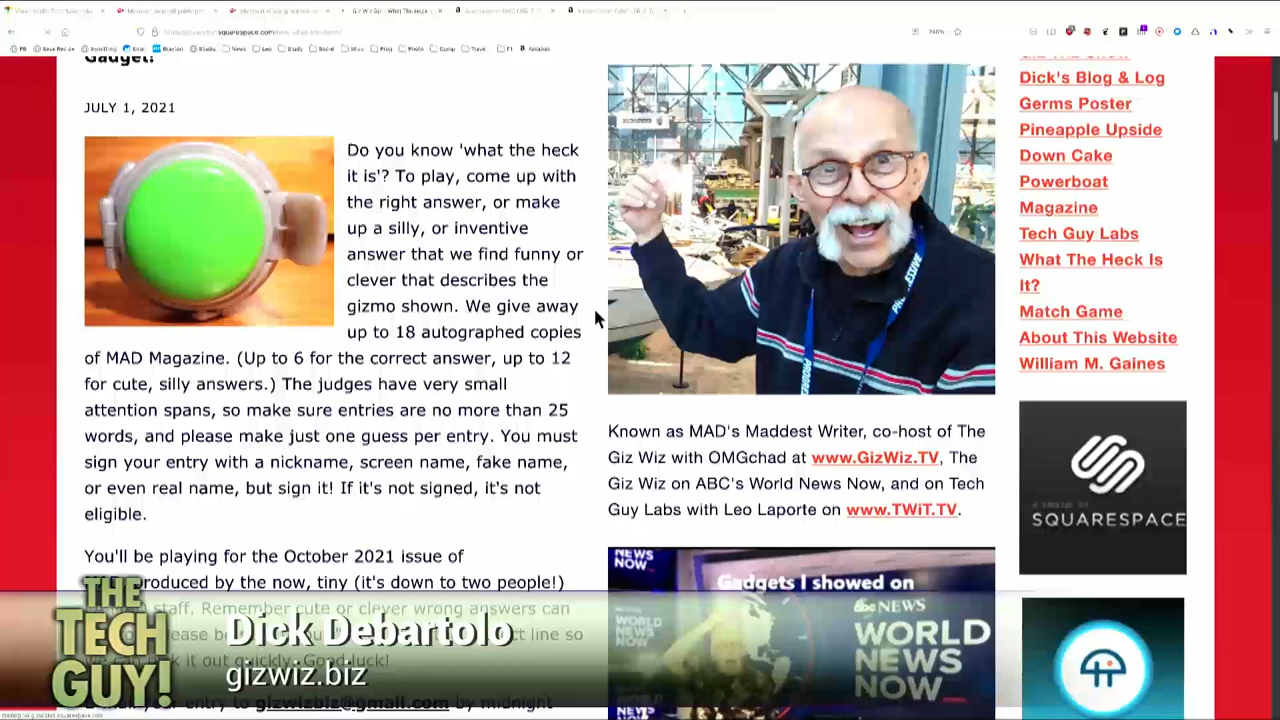 squarespace.com
240%
Gadget!
JULY 1, 2021
Do you know 'what the heck
it is'? To play, come up with
the right answer, or make
up a silly, or inventive
answer that we find funny or
clever that describes the
gizmo shown. We give away
up to 18 autographed copies
of MAD Magazine. (Up to 6 for the correct answer, up to 12
for cute, silly answers.) The judges have very small
attention spans, so make sure entries are no more than 25
words, and please make just one guess per entry. You must
sign your entry with a nickname, screen name, fake name,
or even real name, but sign it! If it's not signed, it's not
eligible.
You'll be playing for the October 2021 issue of
produced by the now, tiny (it's down to two people!)
staff. Remember cute or clever wrong answers can
line so
it out quickly. Good luck!
entry to gizwizbiz@gmail.com by midnight
Known as MAD's Maddest Writer, co-host of The
Giz Wiz with OMGchad at www.GizWiz.TV, The
Giz Wiz on ABC's World News Now, and on Tech
Guy Labs with Leo Laporte on www.TWiT.TV.
NEWS
NOW
Gadgets I showed on
abc NEWS
WORLD
NEWS
NOW
Dick's Blog & Log
Germs Poster
Pineapple Upside
Down Cake
Powerboat
Magazine
Tech Guy Labs
What The Heck Is
It?
Match Game
About This Website
William M. Gaines
SQUARESPACE
THE
TECH
GUY!
Dick Debartolo
gizwiz.biz